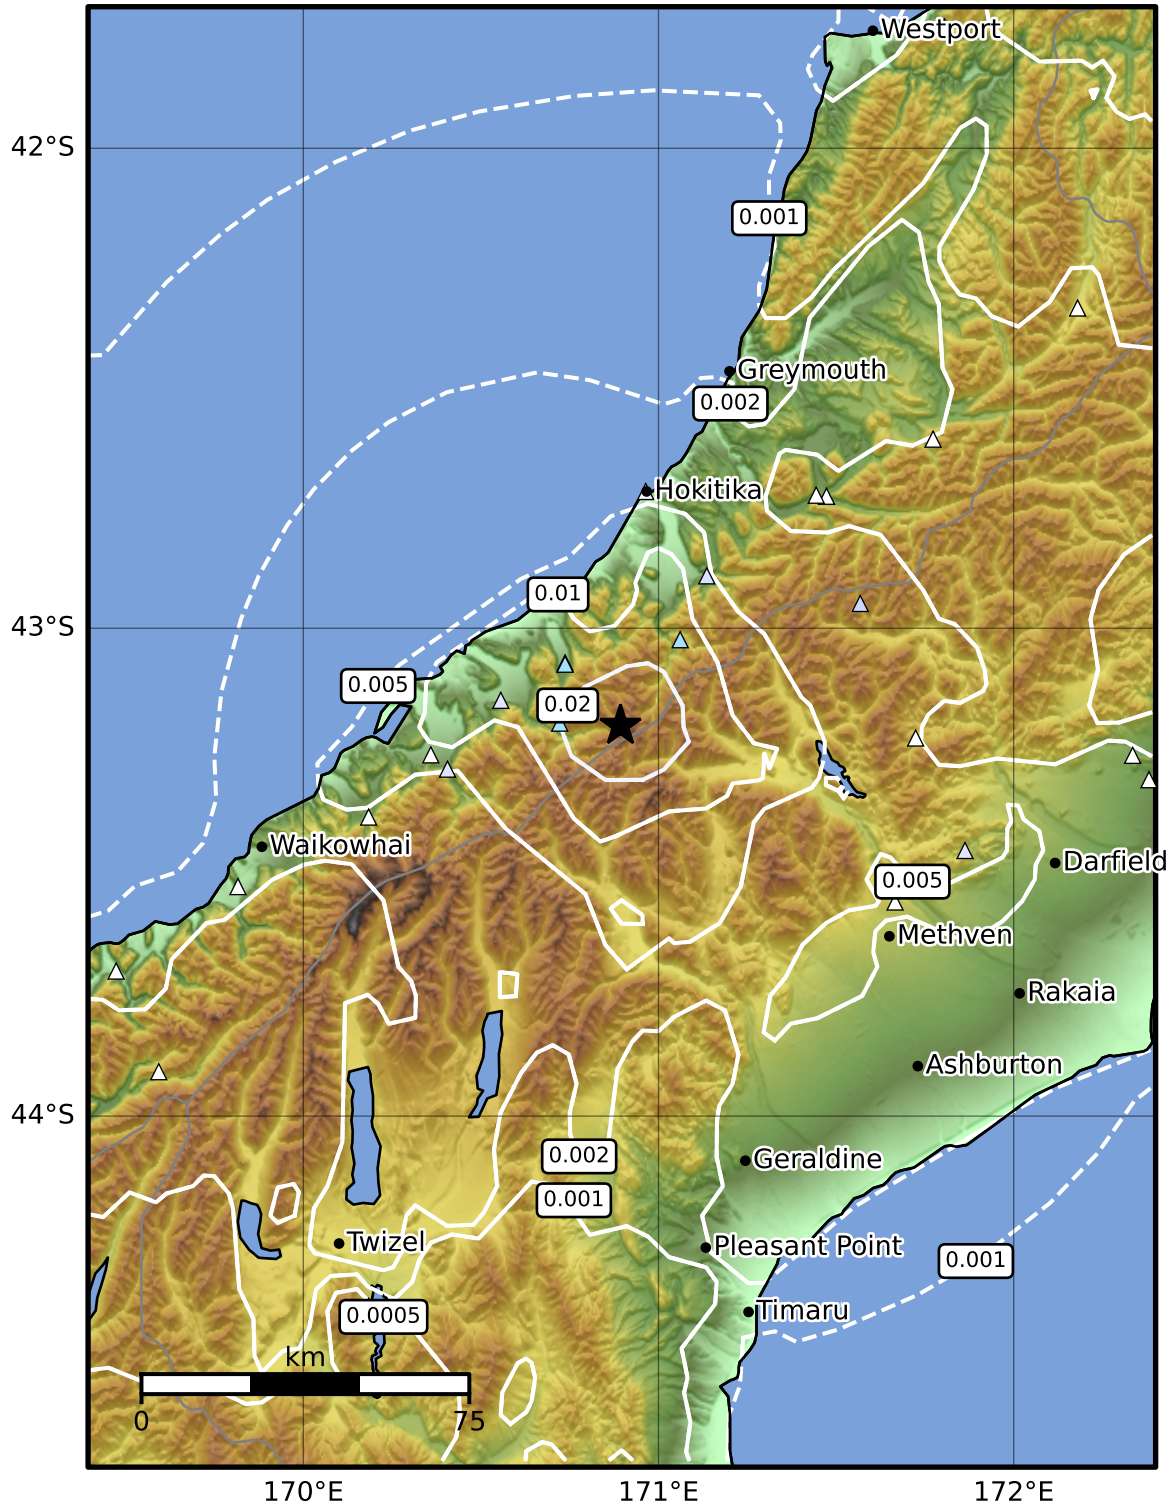 Westport
42°S
0.001
Greymouth
0.002
Hokitika
0.01
43°S
0.005
0.02
Waikowhai
Darfield
0.005
Methven
Rakaia
Ashburton
44°S
0.002
Geraldine
0.001
Twizel
Pleasant Point
0.001
Timaru
0.0005
km
0
75
170°E
171°E
172°E